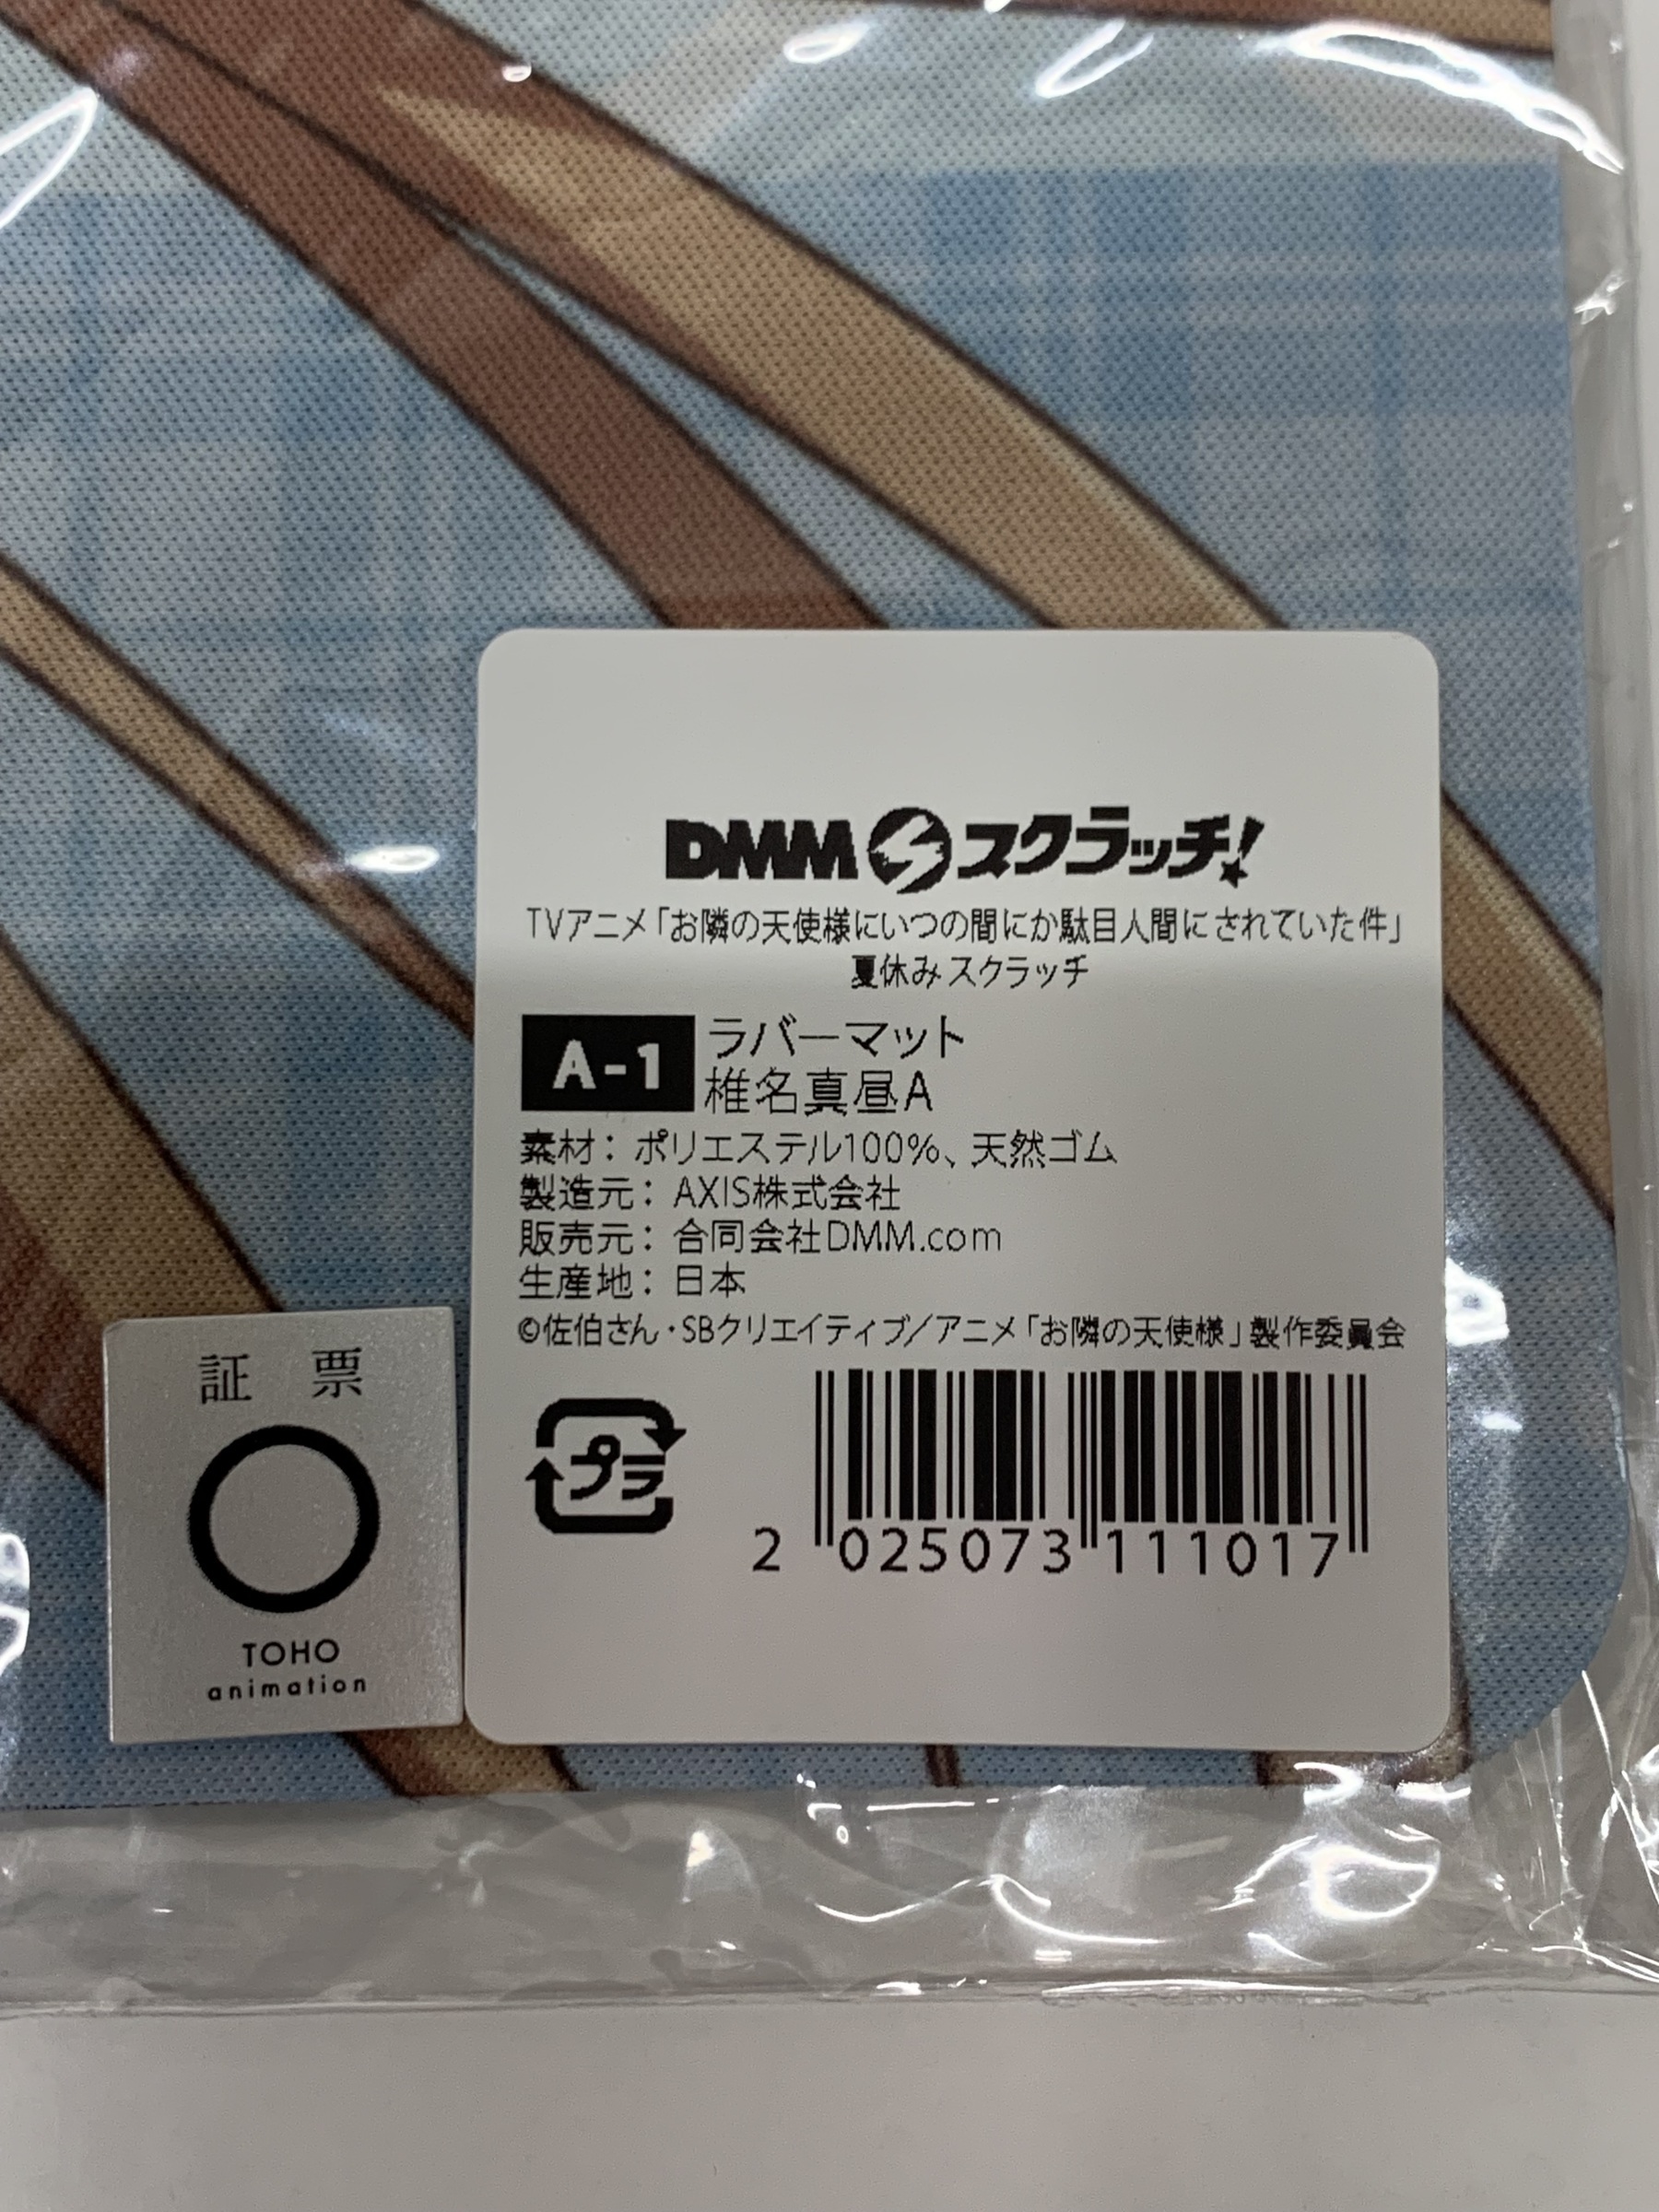 DMM スクラッチ!
TVアニメ「お隣の天使様にいつの間にか駄目人間にされていた件」
夏休み スクラッチ
A-1 ラバーマット
椎名真昼A
素材： ポリエステル100%、天然ゴム
製造元： AXIS株式会社
販売元： 合同会社DMM.com
生産地： 日本
©佐伯さん・SBクリエイティブ/アニメ「お隣の天使様」製作委員会
プラ
2 025073 111017
証 票
TOHO
animation